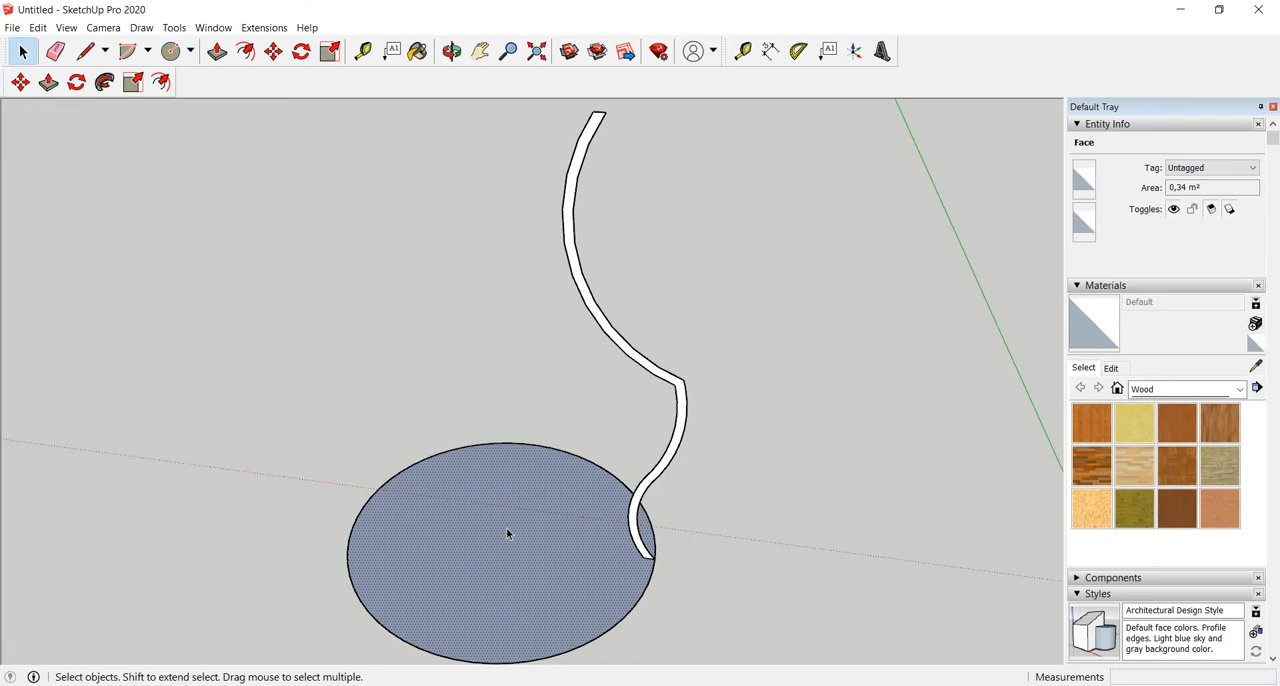 Untitled - SketchUp Pro 2020
File Edit View Camera Draw Tools Window Extensions Help
A1 A1
Default Tray
Entity Info
Face
Tag: Untagged
Area: 0,34 m²
Toggles:
Materials
Default
Select Edit
Wood
Components
Styles
Architectural Design Style
Default face colors. Profile
edges. Light blue sky and
gray background color.
Select objects. Shift to extend select. Drag mouse to select multiple.
Measurements